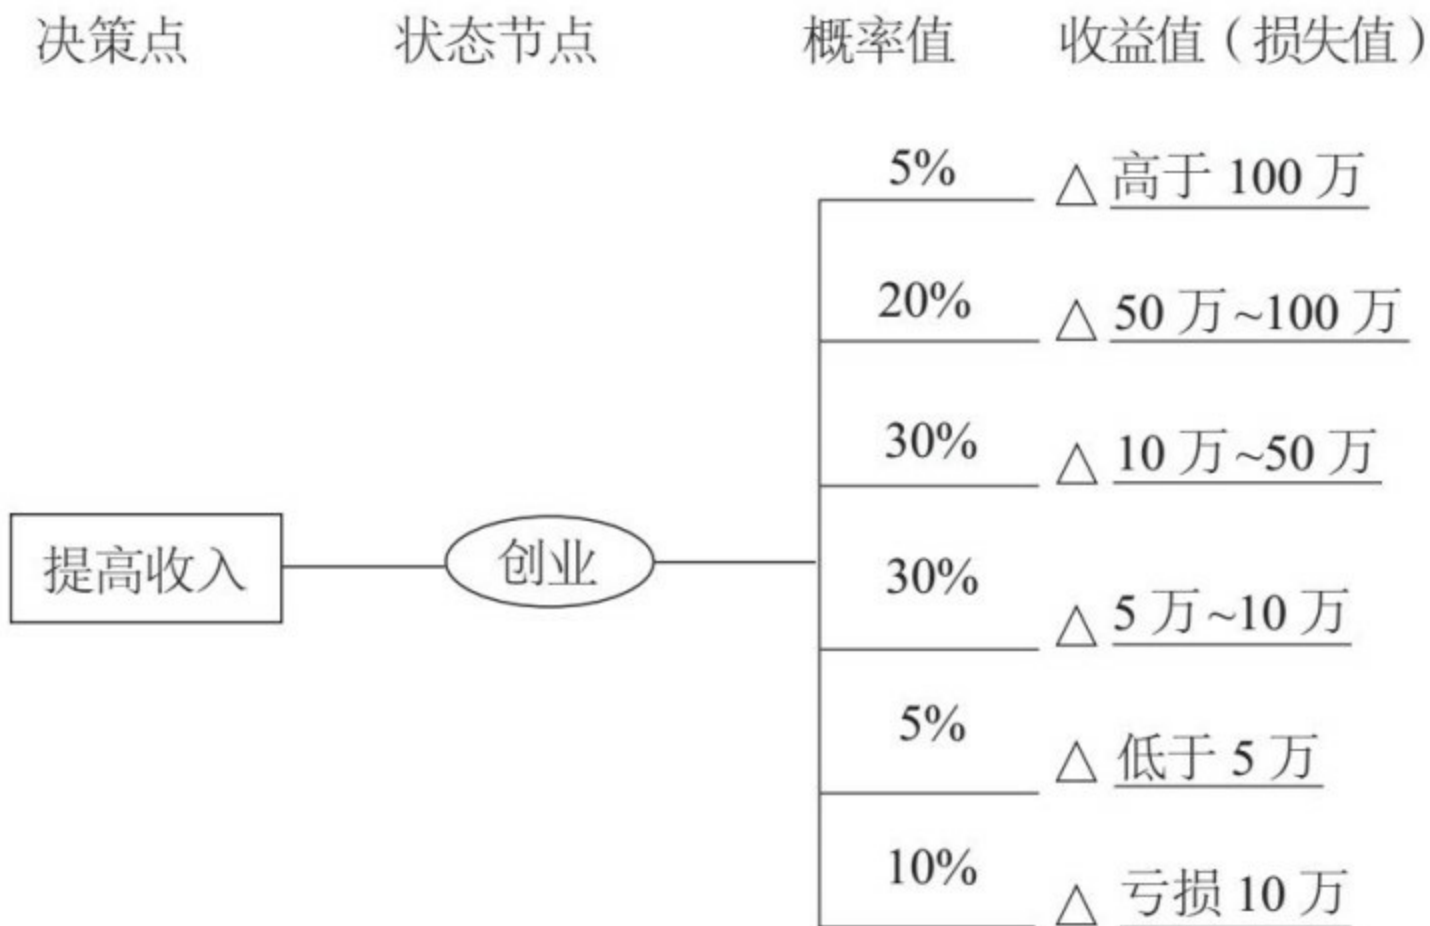 决策点 状态节点 概率值 收益值（损失值）
5% △ 高于 100 万
20% △ 50 万~100 万
30% △ 10 万~50 万
提高收入 创业
30% △ 5 万~10 万
5% △ 低于 5 万
10% △ 亏损 10 万